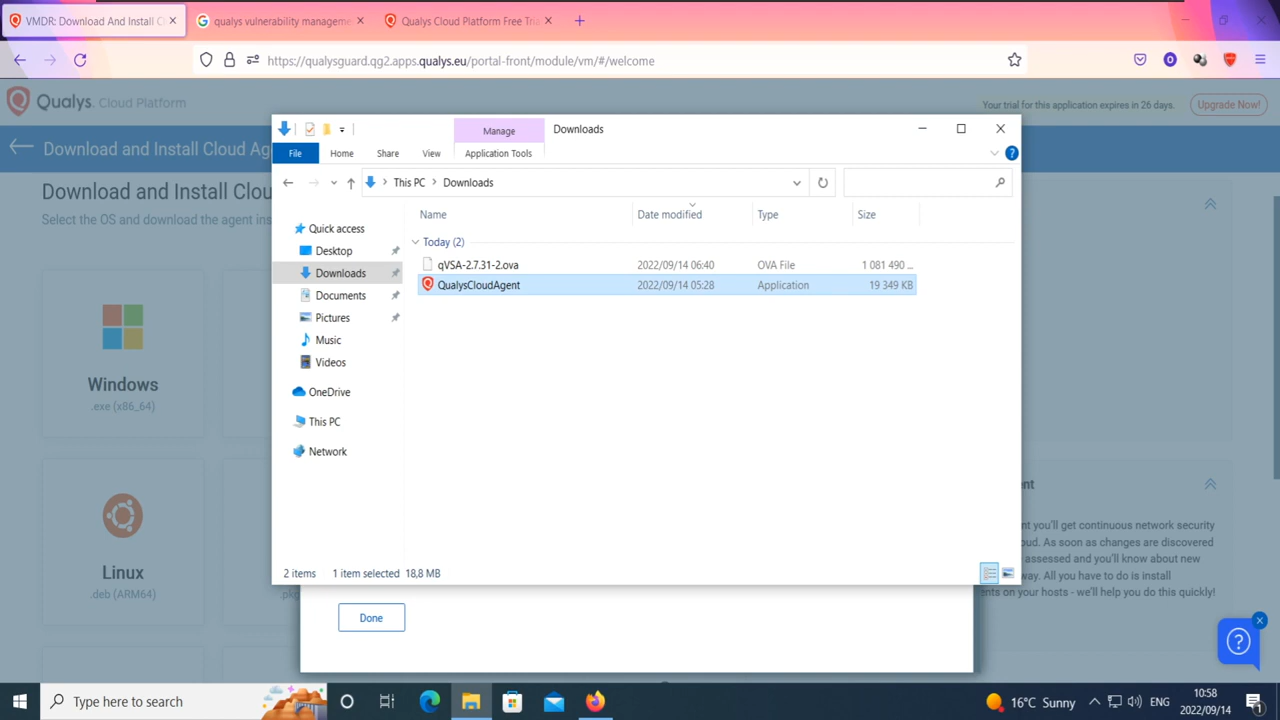 VMDR: Download And Install Cl
qualys vulnerability manageme
Qualys Cloud Platform Free Tria
https://qualysguard.qg2.apps.qualys.eu/portal-front/module/vm/#/welcome
Qualys. Cloud Platform
Your trial for this application expires in 26 days.
Upgrade Now!
Download and Install Cloud Ag
Download and Install Clou
Select the OS and download the agent ins
Windows
.exe (x86_64)
Linux
.deb (ARM64)
.pkg
Manage
Downloads
File
Home
Share
View
Application Tools
This PC
Downloads
Name
Date modified
Type
Size
Quick access
Desktop
Downloads
Documents
Pictures
Music
Videos
OneDrive
This PC
Network
Today (2)
qVSA-2.7.31-2.ova
2022/09/14 06:40
OVA File
1 081 490 ...
QualysCloudAgent
2022/09/14 05:28
Application
19 349 KB
2 items
1 item selected 18,8 MB
Done
nt
nt you'll get continuous network security
oud. As soon as changes are discovered
assessed and you'll know about new
way. All you have to do is install
ents on your hosts - we'll help you do this quickly!
Type here to search
16°C Sunny
ENG
10:58
2022/09/14
1